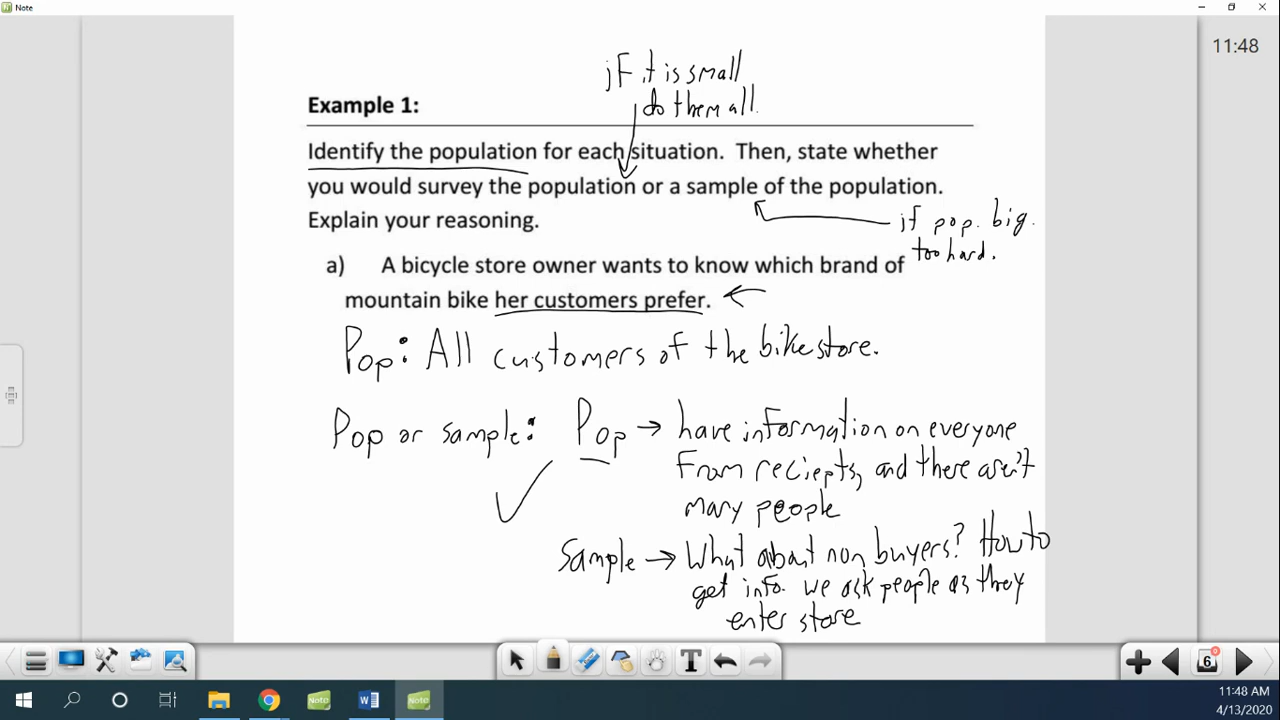 Note
11:48
if it is small
do them all.
Example 1:
Identify the population for each situation. Then, state whether
you would survey the population or a sample of the population.
Explain your reasoning.
if pop. big.
too hard.
a) A bicycle store owner wants to know which brand of
mountain bike her customers prefer.
Pop: All customers of the bike store.
Pop or sample: Pop → have information on everyone
From reciepts, and there aren't
many people
Sample → What about non buyers? How to
get info. we ask people as they
enter store
T
6
Note
W
Note
11:48 AM
4/13/2020